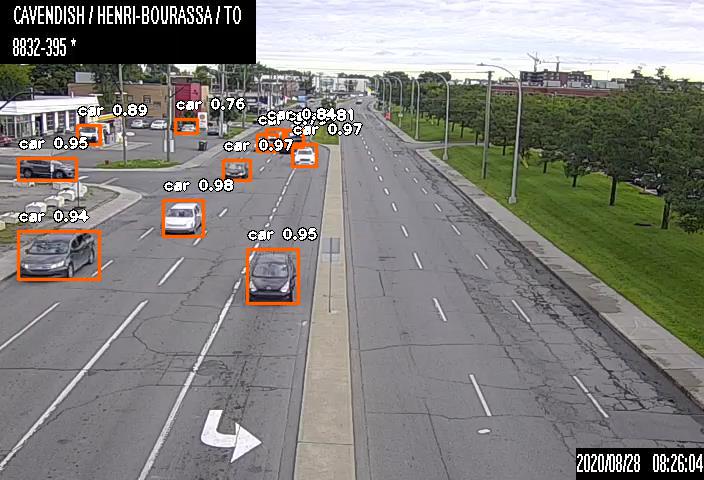 CAVENDISH / HENRI-BOURASSA / TO
8832-395 *
car 0.89
car 0.76
car 0.97
car 0.95
car 0.97
car 0.98
car 0.94
car 0.95
2020/08/28 08:26:04